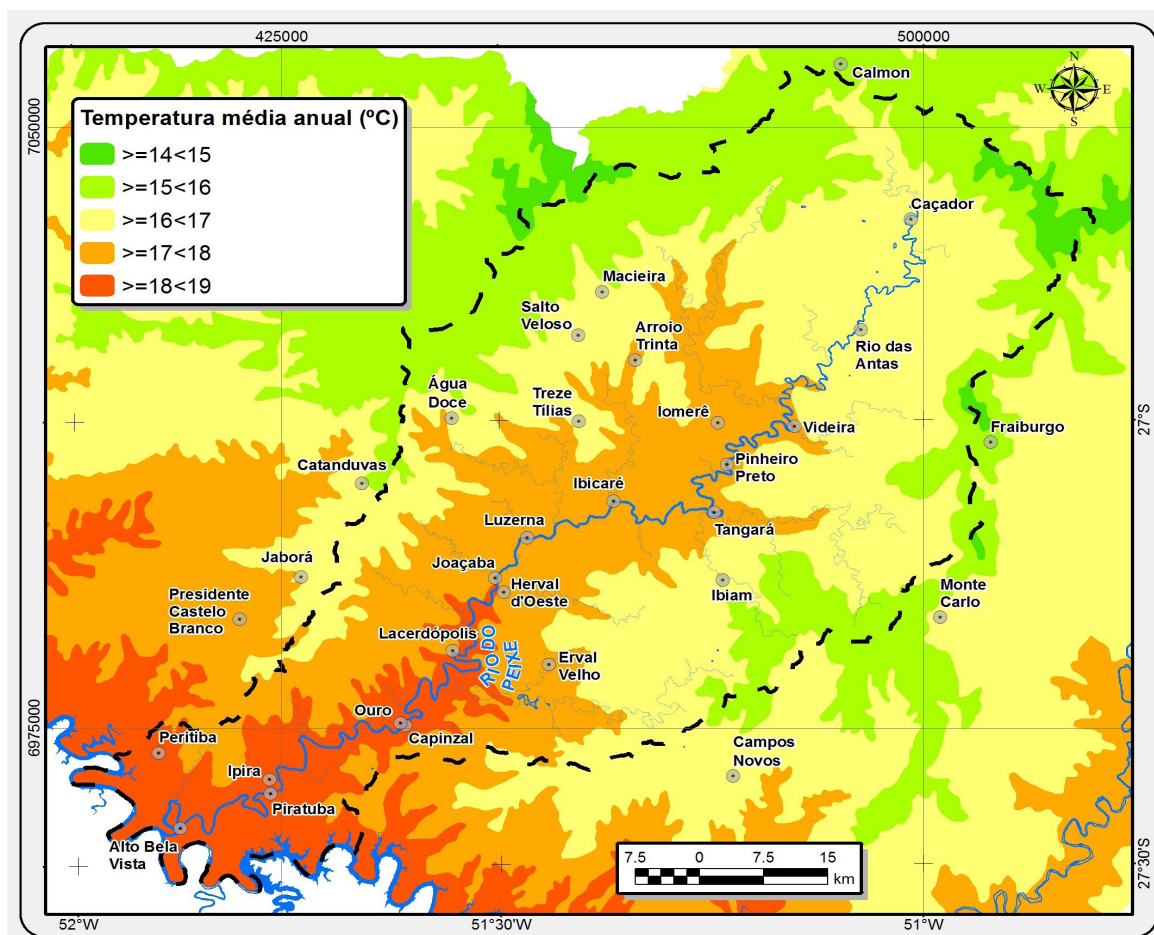 425000
500000
Calmon
N
W
E
S
7050000
Temperatura média anual (ºC)
>=14<15
>=15<16
>=16<17
>=17<18
>=18<19
Caçador
Macieira
Salto
Veloso
Arroio
Trinta
Rio das
Antas
Água
Doce
Treze
Tílias
Iomerê
Videira
Fraiburgo
27°S
Catanduvas
Pinheiro
Preto
Ibicaré
Luzerna
Tangará
Jaborá
Joaçaba
Herval
d'Oeste
Ibiam
Monte
Carlo
Presidente
Castelo
Branco
Lacerdópolis
RIO DO
PEIXE
Erval
Velho
6975000
Ouro
Capinzal
Peritiba
Campos
Novos
Ipira
Piratuba
Alto Bela
Vista
7.5
0
7.5
15
km
27°30'S
52°W
51°30'W
51°W